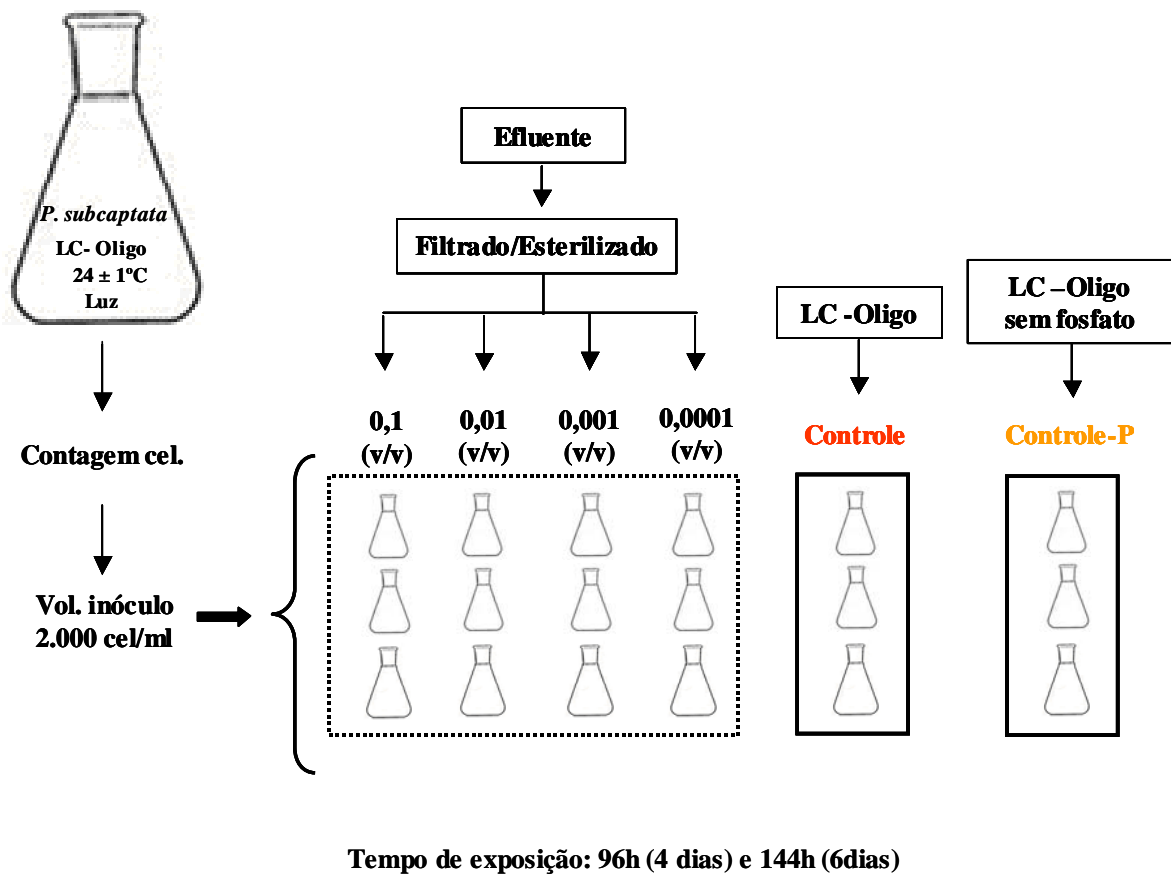 P. subcaptata
LC- Oligo
24 ± 1ºC
Luz
Contagem cel.
Vol. inóculo
2.000 cel/ml
Efluente
Filtrado/Esterilizado
0,1
(v/v)
0,01
(v/v)
0,001
(v/v)
0,0001
(v/v)
LC -Oligo
Controle
LC –Oligo
sem fosfato
Controle-P
Tempo de exposição: 96h (4 dias) e 144h (6dias)